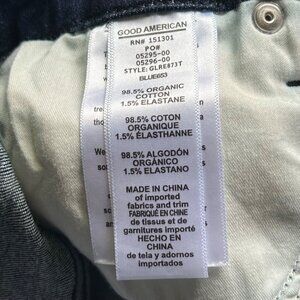 GOOD AMERICAN
RN# 151301
PO#
05295-00
05296-00
STYLE: GLRE873T
BLUE653
98.5% ORGANIC
COTTON
1.5% ELASTANE
98.5% COTON
ORGANIQUE
1.5% ÉLASTHANNE
98.5% ALGODÓN
ORGÁNICO
1.5% ELASTANO
MADE IN CHINA
of imported
fabrics and trim
FABRIQUÉ EN CHINE
de tissus et de
garnitures importés
HECHO EN
CHINA
de tela y adornos
importados